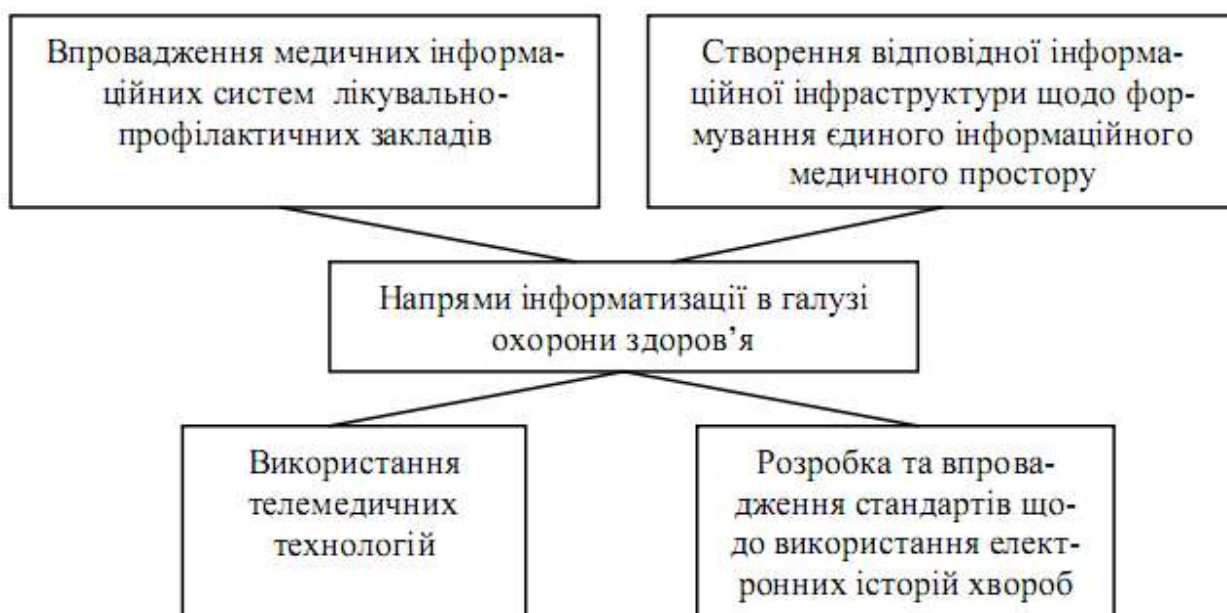 Впровадження медичних інформа-
ційних систем лікувально-
профілактичних закладів
Створення відповідної інформа-
ційної інфраструктури щодо фор-
мування єдиного інформаційного
медичного простору
Напрями інформатизації в галузі
охорони здоров’я
Використання
телемедичних
технологій
Розробка та впрова-
дження стандартів що-
до використання елект-
ронних історій хвороб